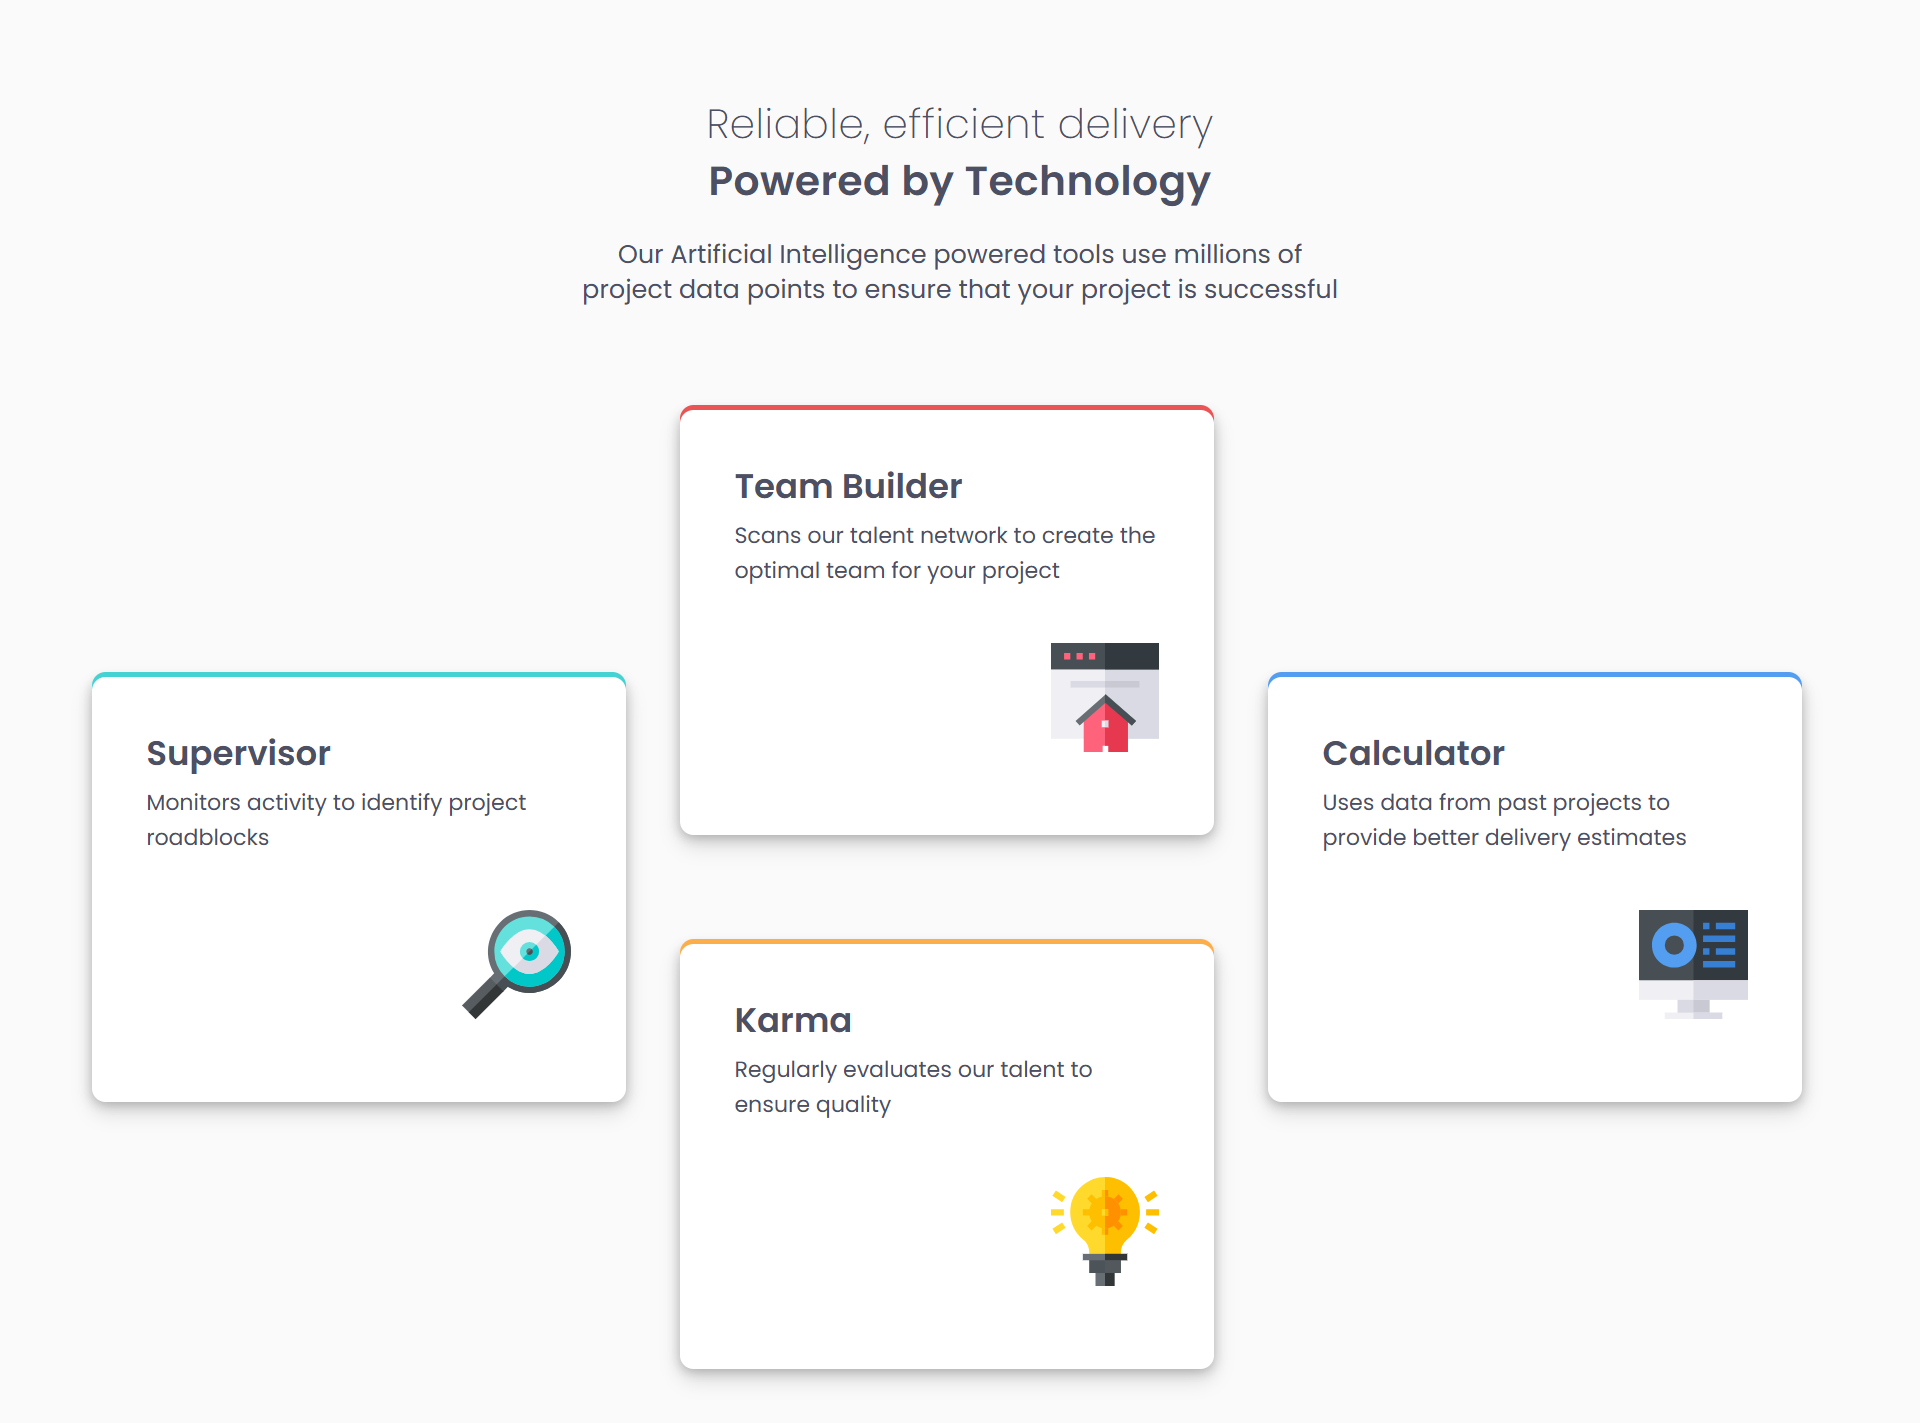 Reliable, efficient delivery
Powered by Technology
Our Artificial Intelligence powered tools use millions of
project data points to ensure that your project is successful
Team Builder
Scans our talent network to create the
optimal team for your project
Supervisor
Monitors activity to identify project
roadblocks
Calculator
Uses data from past projects to
provide better delivery estimates
Karma
Regularly evaluates our talent to
ensure quality